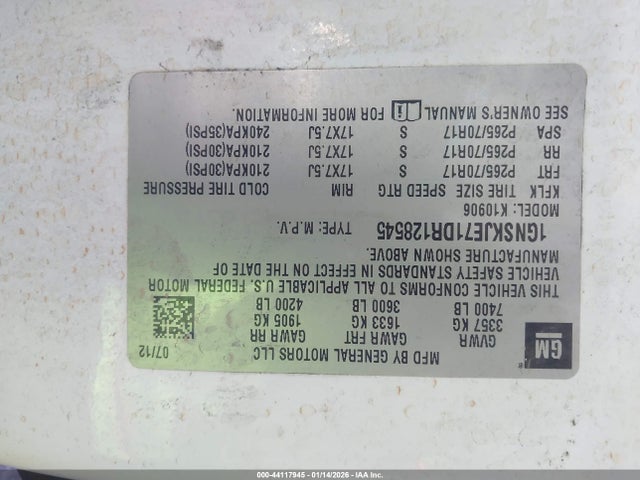 GM
MFD BY GENERAL MOTORS LLC
07/12
GVWR GAWR FRT GAWR RR
3357 KG 1633 KG 1905 KG
7400 LB 3600 LB 4200 LB
THIS VEHICLE CONFORMS TO ALL APPLICABLE U.S. FEDERAL MOTOR
VEHICLE SAFETY STANDARDS IN EFFECT ON THE DATE OF
MANUFACTURE SHOWN ABOVE.
1GNSKJE71DR128545 TYPE: M.P.V.
MODEL: K10906
KFLK TIRE SIZE SPEED RTG RIM COLD TIRE PRESSURE
FRT P265/70R17 S 17X7.5J 210KPA(30PSI)
RR P265/70R17 S 17X7.5J 210KPA(30PSI)
SPA P265/70R17 S 17X7.5J 240KPA(35PSI)
SEE OWNER'S MANUAL FOR MORE INFORMATION.
000-44117945 - 01/14/2026 - IAA Inc.